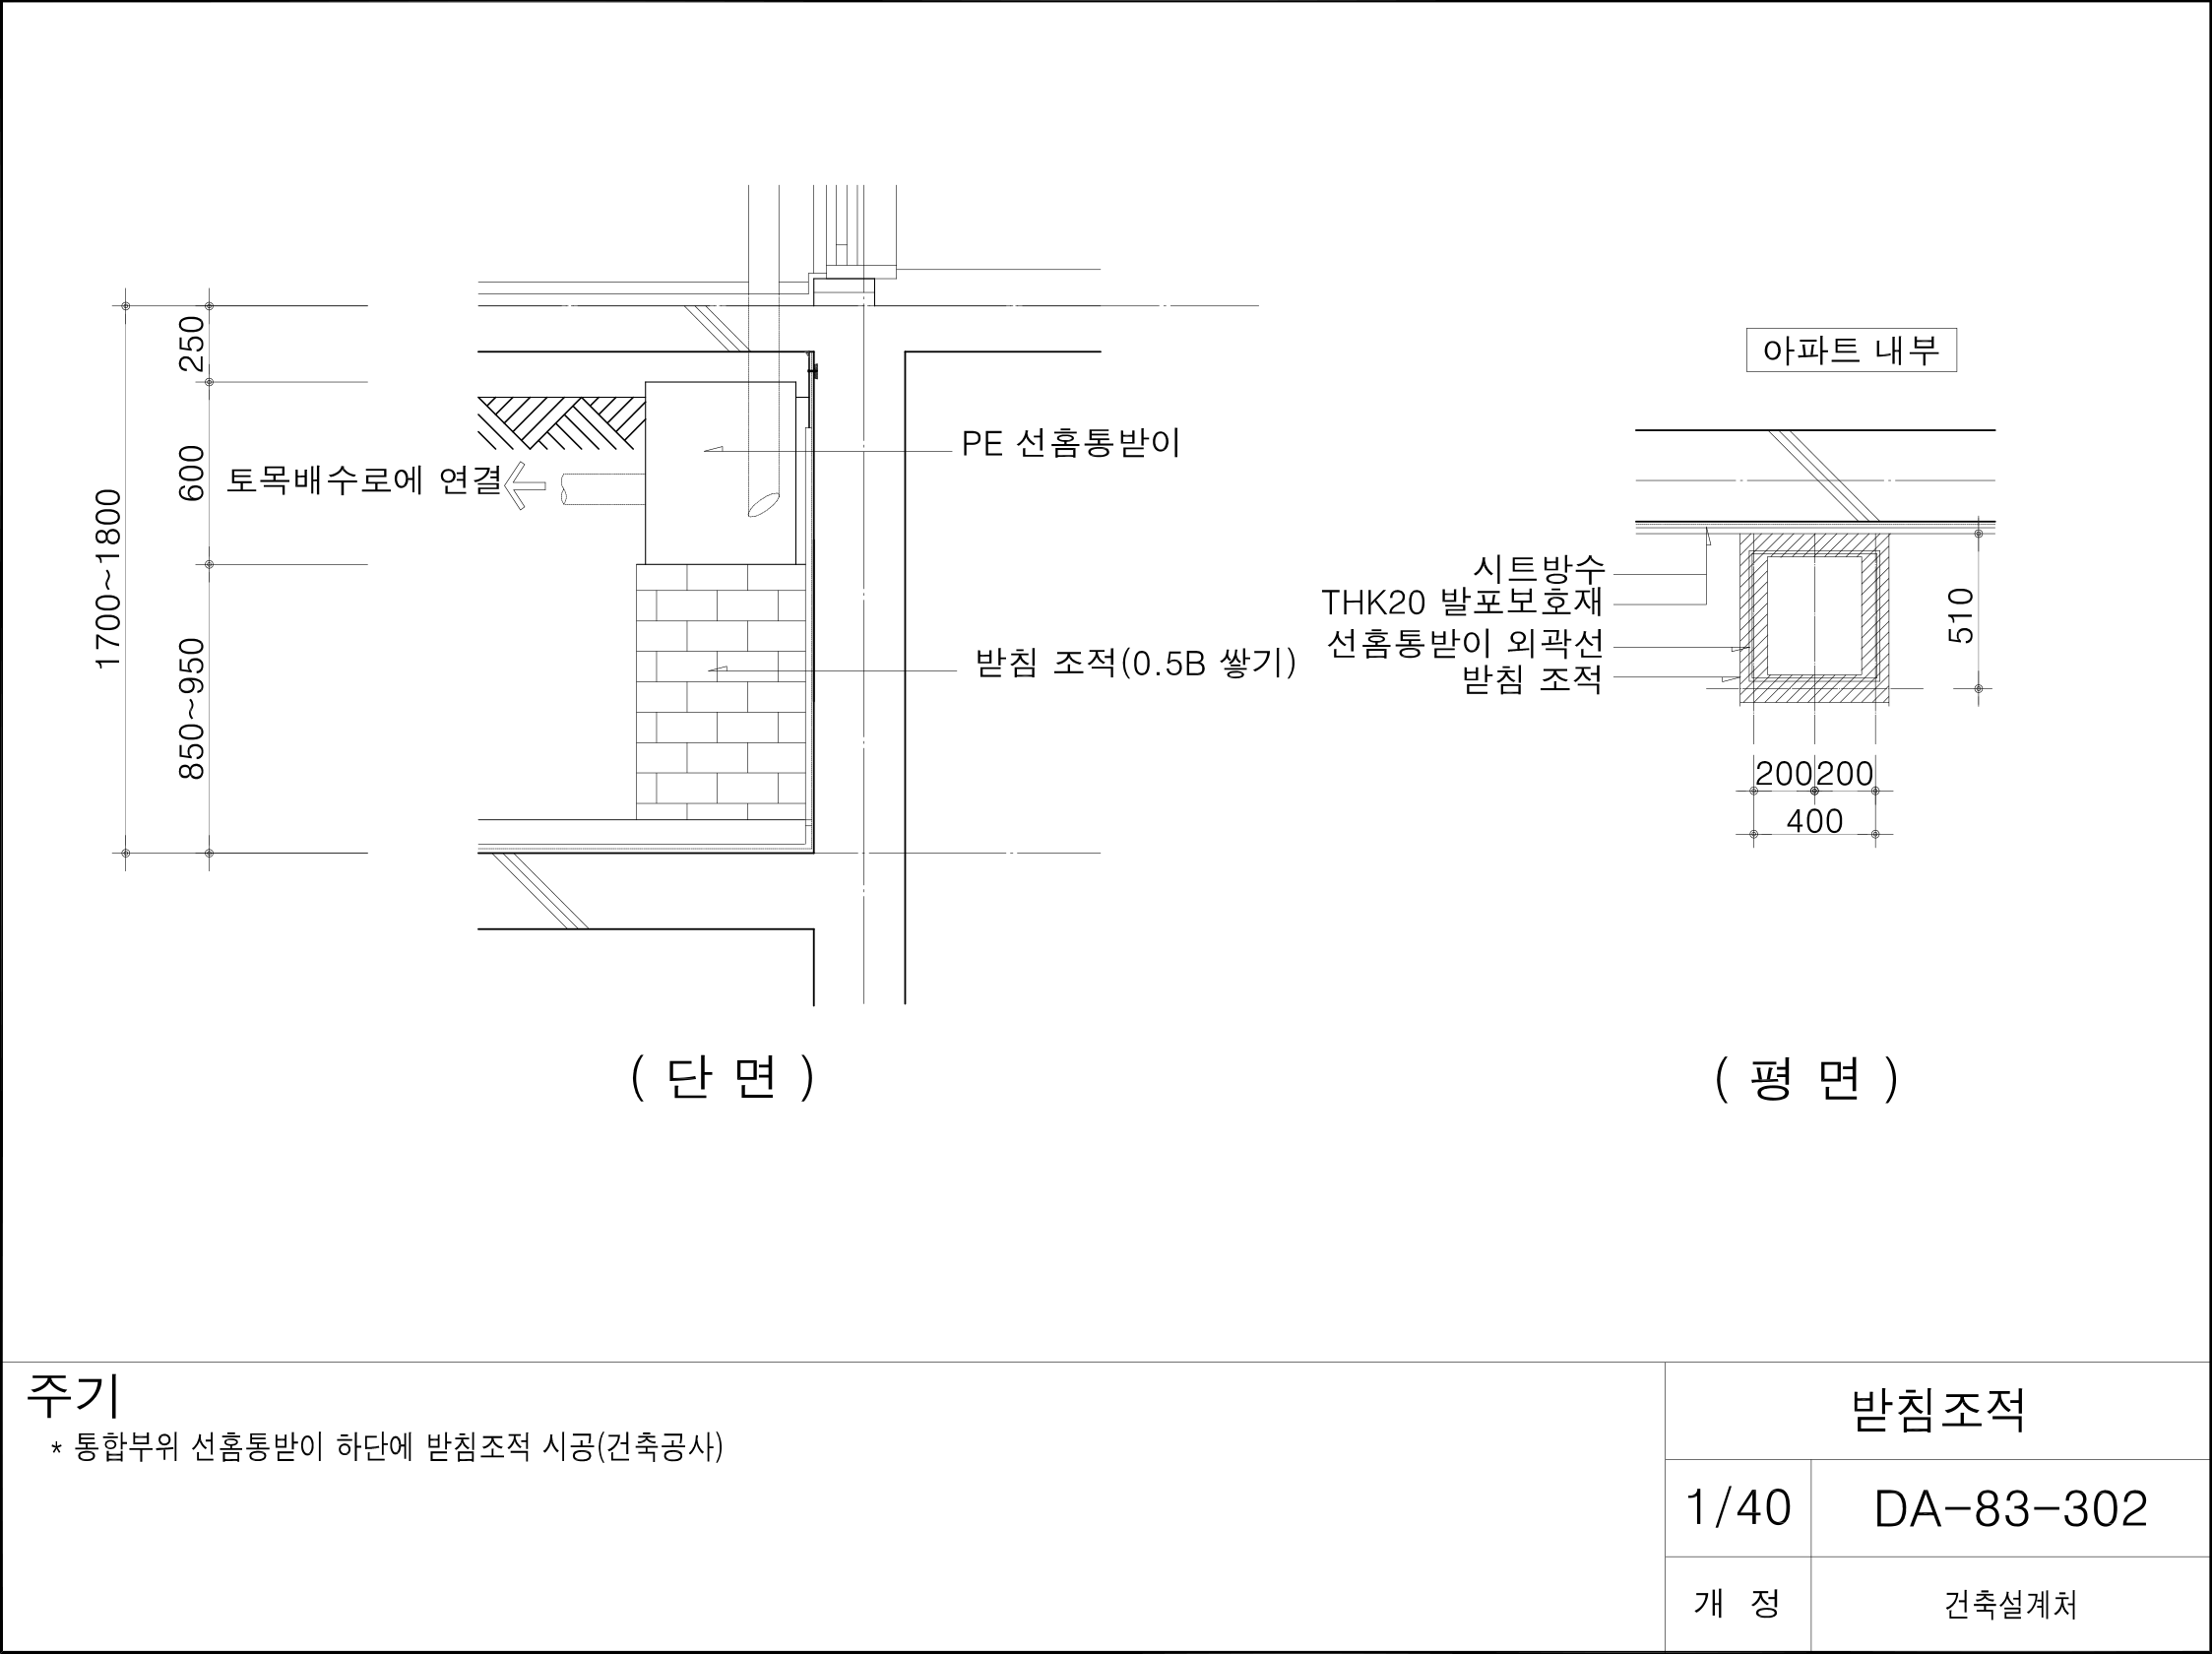 250
600
850~950
1700~1800
토목배수로에 연결
PE 선홈통받이
받침 조적(0.5B 쌓기)
( 단 면 )
아파트 내부
시트방수
THK20 발포보호재
선홈통받이 외곽선
받침 조적
510
200 200
400
( 평 면 )
주기
* 통합부위 선홈통받이 하단에 받침조적 시공(건축공사)
받침조적
1/40
DA-83-302
개 정
건축설계처